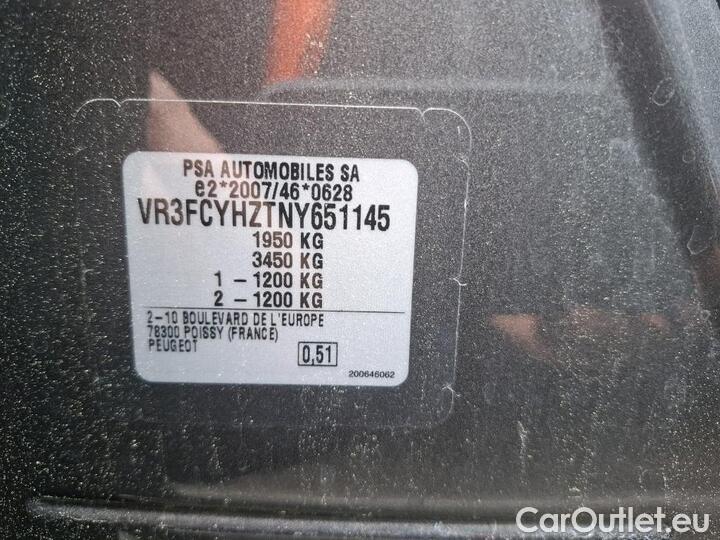 PSA AUTOMOBILES SA
e2*2007/46*0628
VR3FCYHZTNY651145
1950 KG
3450 KG
1 - 1200 KG
2 - 1200 KG
2-10 BOULEVARD DE L'EUROPE
78300 POISSY (FRANCE)
PEUGEOT
0,51
200646062
CarOutlet.eu